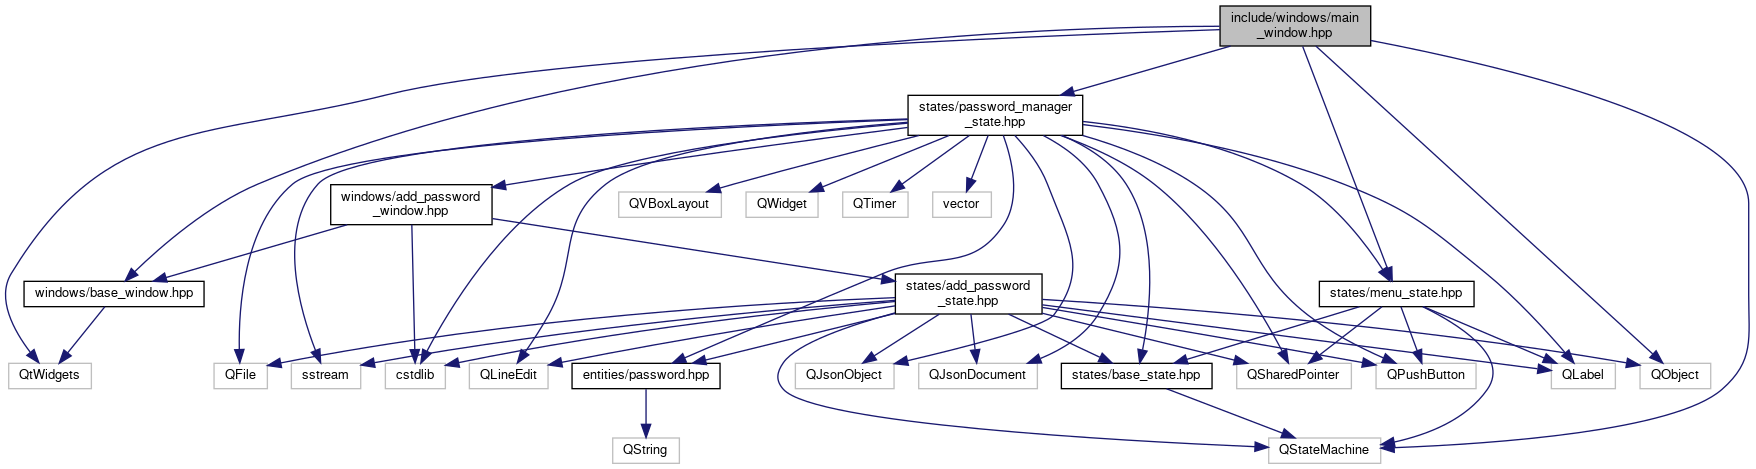 include/windows/main
_window.hpp
states/password_manager
_state.hpp
windows/add_password
_window.hpp
QVBoxLayout
QWidget
QTimer
vector
windows/base_window.hpp
states/add_password
_state.hpp
states/menu_state.hpp
QtWidgets
QFile
sstream
cstdlib
QLineEdit
entities/password.hpp
QJsonObject
QJsonDocument
states/base_state.hpp
QSharedPointer
QPushButton
QLabel
QObject
QString
QStateMachine